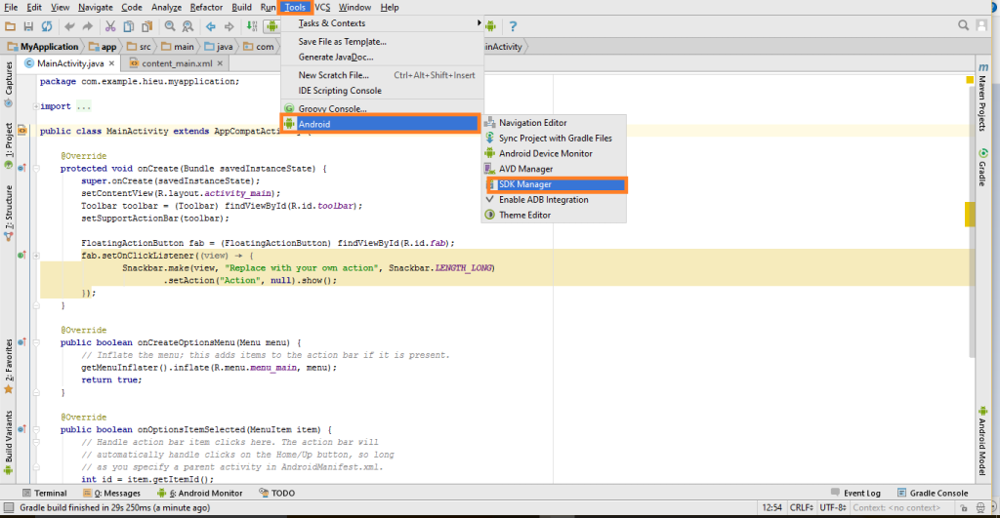 File Edit View Navigate Code Analyze Refactor Build Run Tools VCS Window Help
MyApplication app src main java com
MainActivity.java content_main.xml
Tasks & Contexts
Save File as Template...
Generate JavaDoc...
New Scratch File... Ctrl+Alt+Shift+Insert
IDE Scripting Console
Groovy Console...
Android
Navigation Editor
Sync Project with Gradle Files
Android Device Monitor
AVD Manager
SDK Manager
Enable ADB Integration
Theme Editor
package com.example.hieu.myapplication;
import ...
public class MainActivity extends AppCompatActivity {
@Override
protected void onCreate(Bundle savedInstanceState) {
super.onCreate(savedInstanceState);
setContentView(R.layout.activity_main);
Toolbar toolbar = (Toolbar) findViewById(R.id.toolbar);
setSupportActionBar(toolbar);
FloatingActionButton fab = (FloatingActionButton) findViewById(R.id.fab);
fab.setOnClickListener((view) → {
Snackbar.make(view, "Replace with your own action", Snackbar.LENGTH_LONG)
.setAction("Action", null).show();
});
}
@Override
public boolean onCreateOptionsMenu(Menu menu) {
// Inflate the menu; this adds items to the action bar if it is present.
getMenuInflater().inflate(R.menu.menu_main, menu);
return true;
}
@Override
public boolean onOptionsItemSelected(MenuItem item) {
// Handle action bar item clicks here. The action bar will
// automatically handle clicks on the Home/Up button, so long
// as you specify a parent activity in AndroidManifest.xml.
int id = item.getItemId();
Captures
1: Project
7: Structure
2: Favorites
Build Variants
Maven Projects
Gradle
Android Model
Terminal 0: Messages 6: Android Monitor TODO Event Log Gradle Console
Gradle build finished in 29s 250ms (a minute ago) 12:54 CRLF÷ UTF-8÷ Context: <no context>